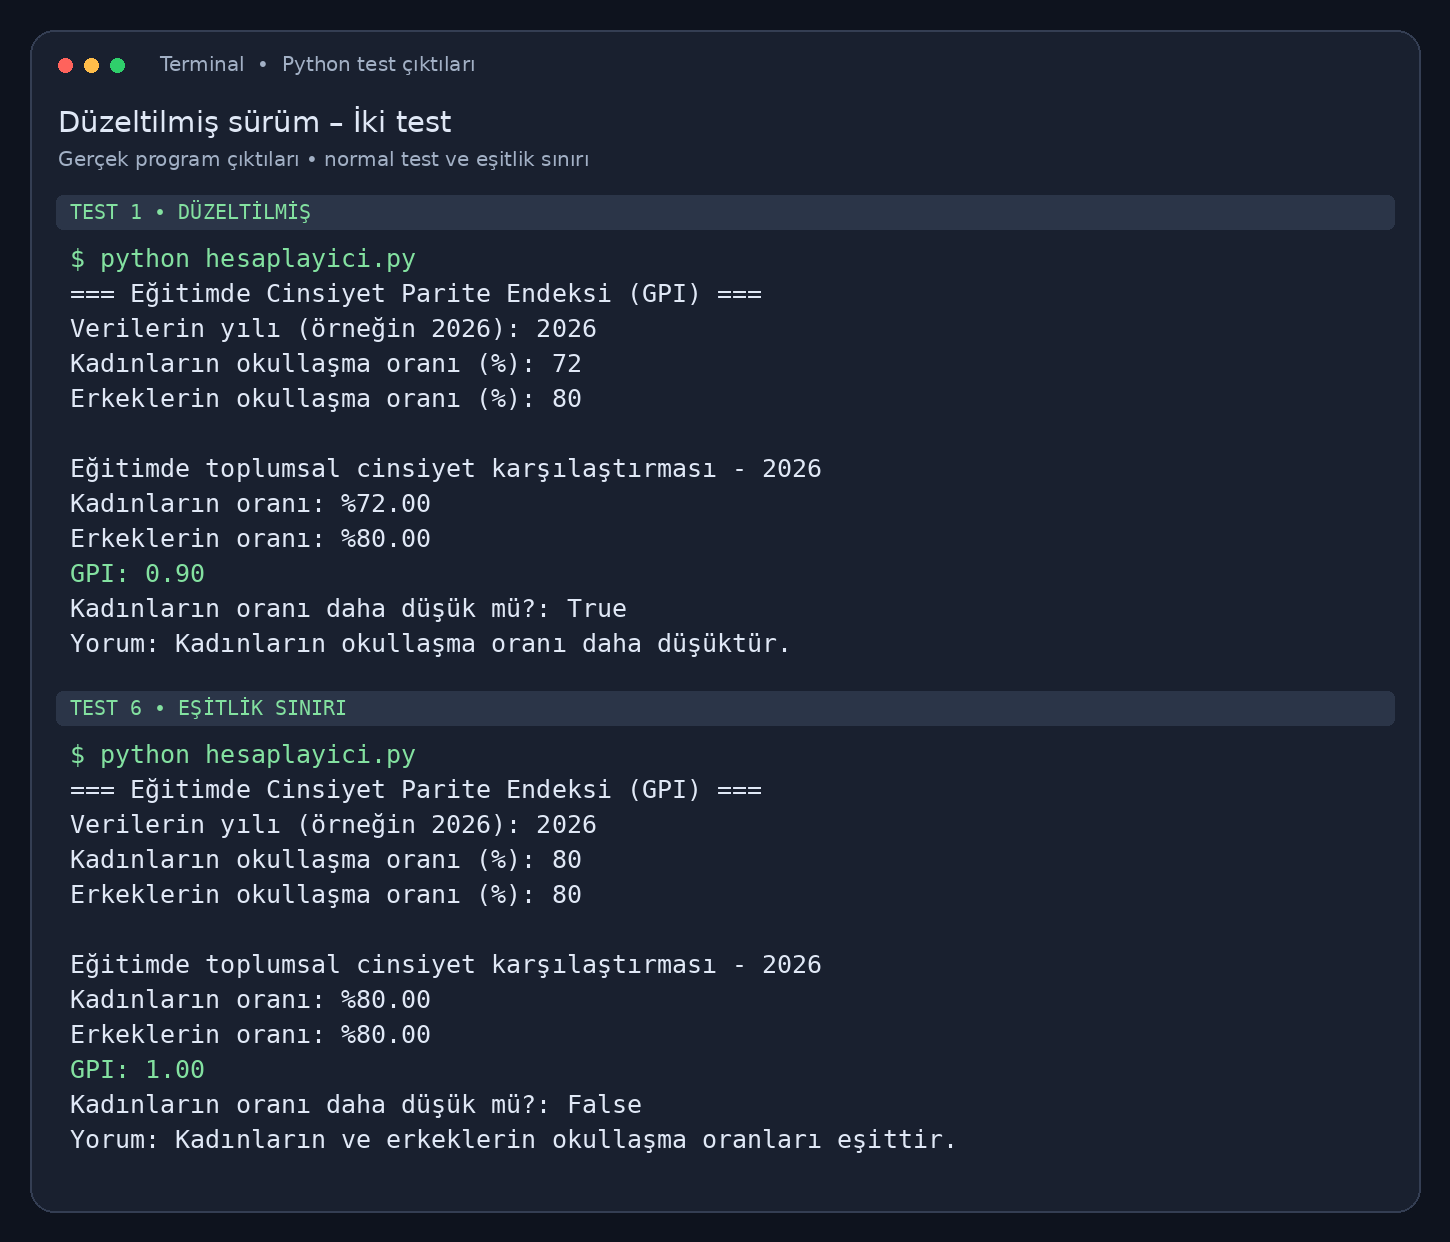 Terminal • Python test çıktıları
Düzeltilmiş sürüm – İki test
Gerçek program çıktıları • normal test ve eşitlik sınırı
TEST 1 • DÜZELTİLMİŞ
$ python hesaplayici.py
=== Eğitimde Cinsiyet Parite Endeksi (GPI) ===
Verilerin yılı (örneğin 2026): 2026
Kadınların okullaşma oranı (%): 72
Erkeklerin okullaşma oranı (%): 80
Eğitimde toplumsal cinsiyet karşılaştırması - 2026
Kadınların oranı: %72.00
Erkeklerin oranı: %80.00
GPI: 0.90
Kadınların oranı daha düşük mü?: True
Yorum: Kadınların okullaşma oranı daha düşüktür.
TEST 6 • EŞİTLİK SINIRI
$ python hesaplayici.py
=== Eğitimde Cinsiyet Parite Endeksi (GPI) ===
Verilerin yılı (örneğin 2026): 2026
Kadınların okullaşma oranı (%): 80
Erkeklerin okullaşma oranı (%): 80
Eğitimde toplumsal cinsiyet karşılaştırması - 2026
Kadınların oranı: %80.00
Erkeklerin oranı: %80.00
GPI: 1.00
Kadınların oranı daha düşük mü?: False
Yorum: Kadınların ve erkeklerin okullaşma oranları eşittir.